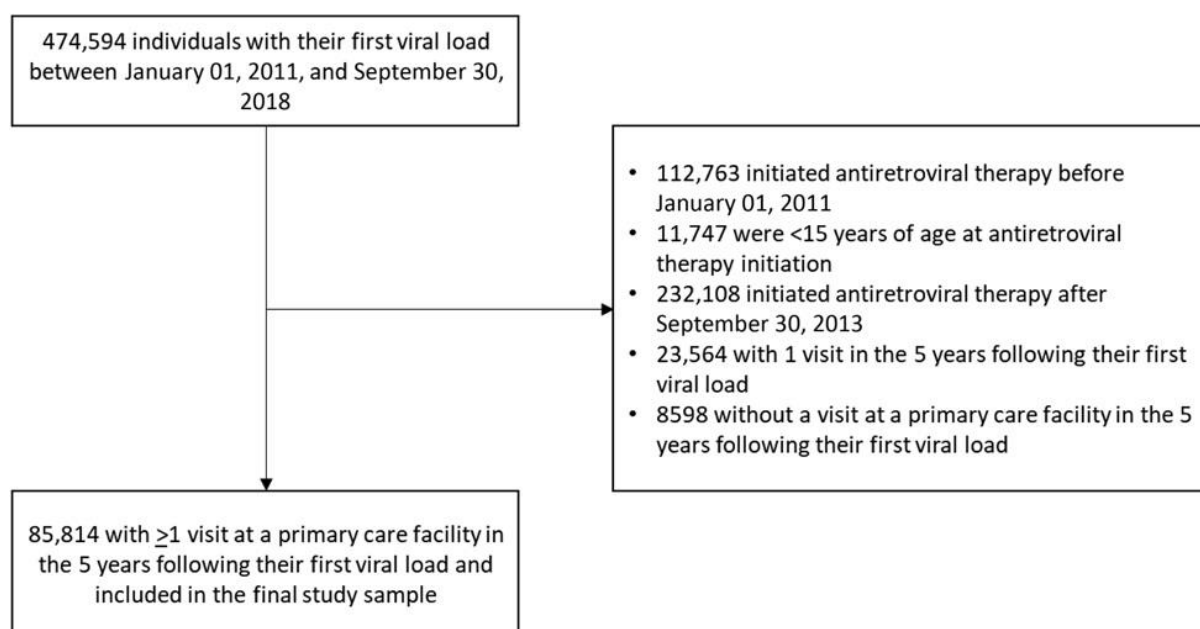 474,594 individuals with their first viral load
between January 01, 2011, and September 30,
2018
• 112,763 initiated antiretroviral therapy before
January 01, 2011
• 11,747 were <15 years of age at antiretroviral
therapy initiation
• 232,108 initiated antiretroviral therapy after
September 30, 2013
• 23,564 with 1 visit in the 5 years following their first
viral load
• 8598 without a visit at a primary care facility in the 5
years following their first viral load
85,814 with ≥1 visit at a primary care facility in
the 5 years following their first viral load and
included in the final study sample